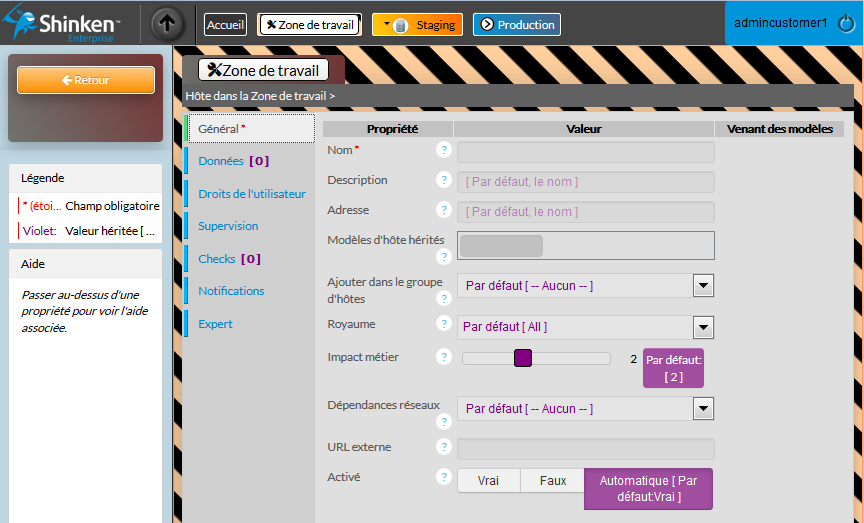 Shinken™
Enterprise
Accueil
Zone de travail
Staging
Production
admincustomer1
Retour
Zone de travail
Hôte dans la Zone de travail >
Légende
* (étoi... Champ obligatoire
Violet: Valeur héritée [ ...
Aide
Passer au-dessus d'une
propriété pour voir l'aide
associée.
Général *
Données [0]
Droits de l'utilisateur
Supervision
Checks [0]
Notifications
Expert
Propriété Valeur Venant des modèles
Nom * ?
Description ? [ Par défaut, le nom ]
Adresse ? [ Par défaut, le nom ]
Modèles d'hôte hérités
?
Ajouter dans le groupe
d'hôtes ? Par défaut [ -- Aucun -- ]
Royaume ? Par défaut [ All ]
Impact métier ? 2 Par défaut:
[ 2 ]
Dépendances réseaux ? Par défaut [ -- Aucun -- ]
URL externe ?
Activé ? Vrai Faux Automatique [ Par
défaut:Vrai ]